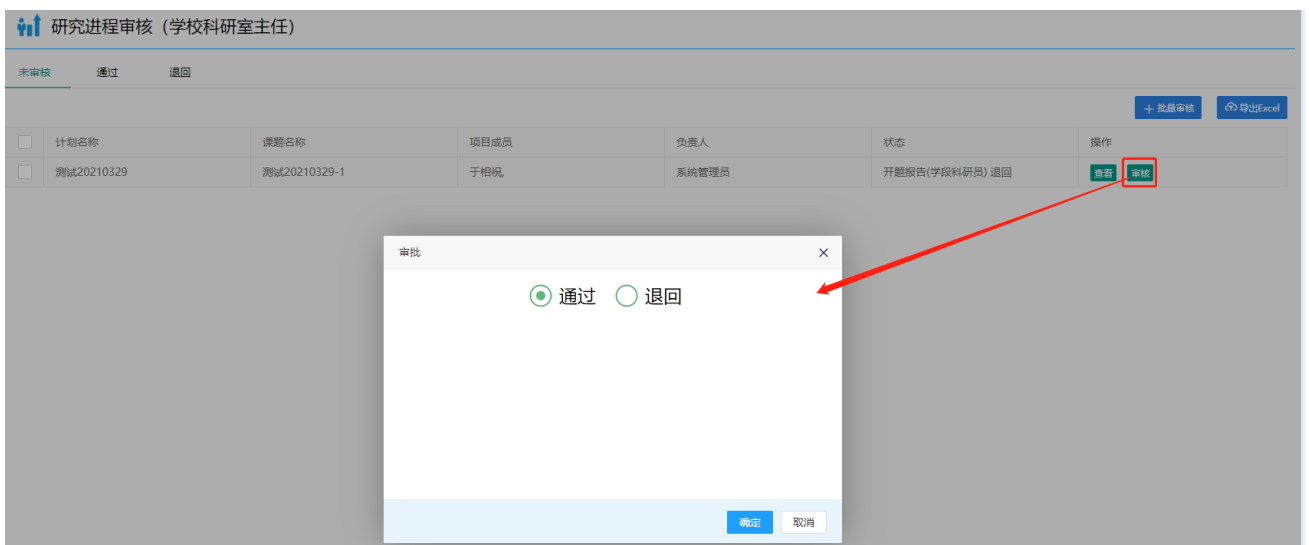 研究进程审核（学校科研室主任）
未审核 通过 退回
批量审核 导出Excel
计划名称 课题名称 项目成员 负责人 状态 操作
测试20210329 测试20210329-1 于相祝, 系统管理员 开题报告(学段科研员) 退回 查看 审核
审批
通过 退回
确定 取消